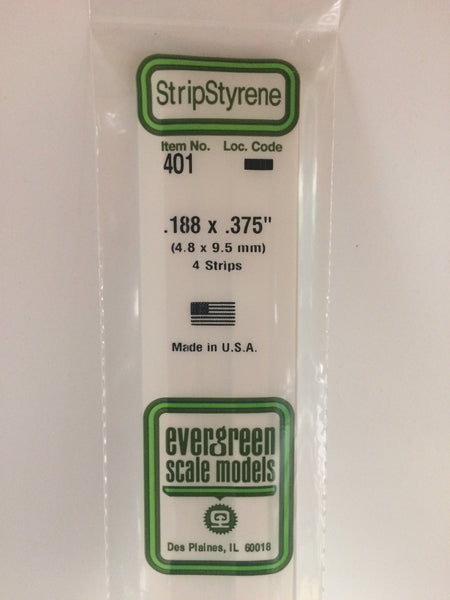 StripStyrene
Item No. Loc. Code
401
.188 x .375"
(4.8 x 9.5 mm)
4 Strips
Made in U.S.A.
evergreen
scale models
Des Plaines, IL 60018